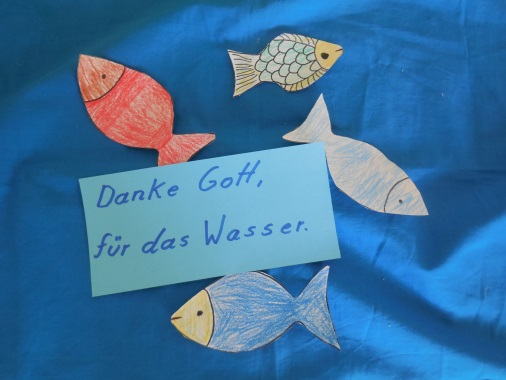 Danke Gott,
für das Wasser.